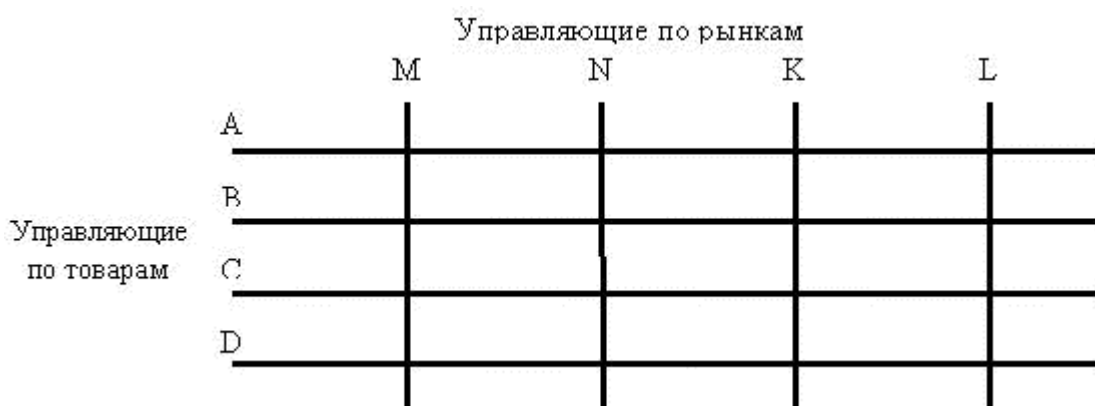 Управляющие по рынкам
M N K L
A
B
Управляющие
по товарам
C
D